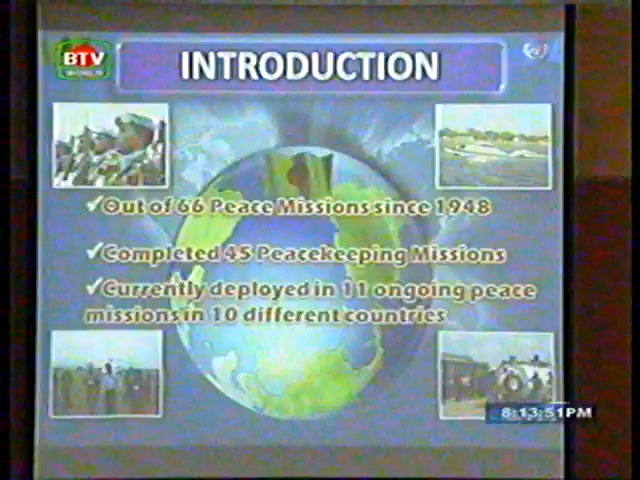 BTV
WORLD
INTRODUCTION
✓Out of 66 Peace Missions since 1948
✓Completed 45 Peacekeeping Missions
✓Currently deployed in 11 ongoing peace
missions in 10 different countries
8:13:51PM